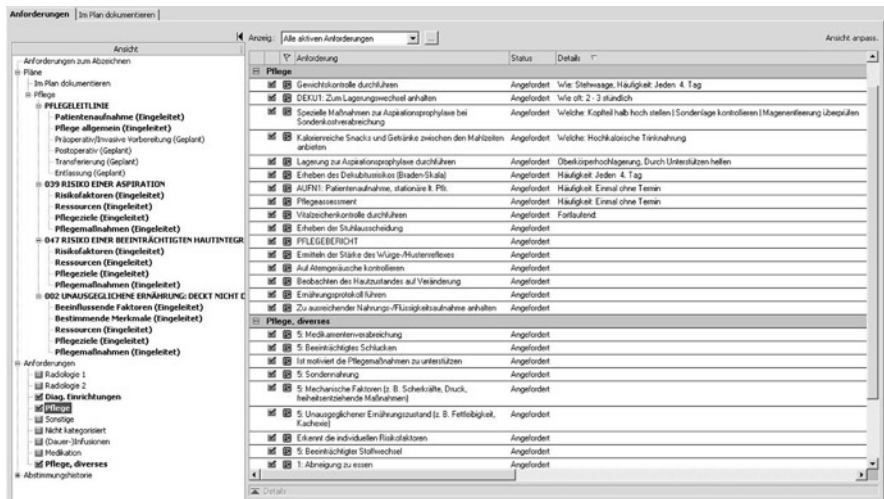 Anforderungen | Im Plan dokumentieren
Anzeig.: Alle aktiven Anforderungen ... Ansicht anpass.
Ansicht
Anforderungen zum Abzeichnen
Pläne
Im Plan dokumentieren
Pflege
PFLEGELEITLINIE
Patientenaufnahme (Eingeleitet)
Pflege allgemein (Eingeleitet)
Präoperativ/Invasive Vorbereitung (Geplant)
Postoperativ (Geplant)
Transferierung (Geplant)
Entlassung (Geplant)
039 RISIKO EINER ASPIRATION
Risikofaktoren (Eingeleitet)
Ressourcen (Eingeleitet)
Pflegeziele (Eingeleitet)
Pflegemaßnahmen (Eingeleitet)
047 RISIKO EINER BEEINTRÄCHTIGTEN HAUTINTEGR
Risikofaktoren (Eingeleitet)
Ressourcen (Eingeleitet)
Pflegeziele (Eingeleitet)
Pflegemaßnahmen (Eingeleitet)
002 UNAUSGEGLICHENE ERNÄHRUNG: DECKT NICHT D
Beeinflussende Faktoren (Eingeleitet)
Bestimmende Merkmale (Eingeleitet)
Ressourcen (Eingeleitet)
Pflegeziele (Eingeleitet)
Pflegemaßnahmen (Eingeleitet)
Anforderungen
Radiologie 1
Radiologie 2
Diag. Einrichtungen
Pflege
Sonstige
Nicht kategorisiert
(Dauer-)Infusionen
Medikation
Pflege, diverses
Abstimmungshistorie
Anforderung Status Details
Pflege
Gewichtskontrolle durchführen Angefordert Wie: Stehwaage, Häufigkeit: Jeden 4. Tag
DEKU1: Zum Lagerungswechsel anhalten Angefordert Wie oft: 2 - 3 stündlich
Spezielle Maßnahmen zur Aspirationsprophylaxe bei Angefordert Welche: Kopfteil halb hoch stellen | Sondenlage kontrollieren | Magenentleerung überprüfen
Sondenkostverabreichung
Kalorienreiche Snacks und Getränke zwischen den Mahlzeiten Angefordert Welche: Hochkalorische Trinknahrung
anbieten
Lagerung zur Aspirationsprophylaxe durchführen Angefordert Oberkörperhochlagerung, Durch Unterstützen helfen
Erheben des Dekubitusrisikos (Braden-Skala) Angefordert Häufigkeit: Jeden 4. Tag
AUFN1: Patientenaufnahme, stationäre lt. Pflr. Angefordert Häufigkeit: Einmal ohne Termin
Pflegeassessment Angefordert Häufigkeit: Einmal ohne Termin
Vitalzeichenkontrolle durchführen Angefordert Fortlaufend:
Erheben der Stuhlausscheidung Angefordert
PFLEGEBERICHT Angefordert
Ermitteln der Stärke des Würge-/Hustenreflexes Angefordert
Auf Atemgeräusche kontrollieren Angefordert
Beobachten des Hautzustandes auf Veränderung Angefordert
Ernährungsprotokoll führen Angefordert
Zu ausreichender Nahrungs-/Flüssigkeitsaufnahme anhalten Angefordert
Pflege, diverses
5: Medikamentenverabreichung Angefordert
5: Beeinträchtigtes Schlucken Angefordert
Ist motiviert die Pflegemaßnahmen zu unterstützen Angefordert
5: Sondennahrung Angefordert
5: Mechanische Faktoren (z. B. Scherkräfte, Druck, Angefordert
freiheitsentziehende Maßnahmen)
5: Unausgeglichener Ernährungszustand (z. B. Fettleibigkeit, Angefordert
Kachexie)
Erkennt die individuellen Risikofaktoren Angefordert
5: Beeinträchtigter Stoffwechsel Angefordert
1: Abneigung zu essen Angefordert
Details